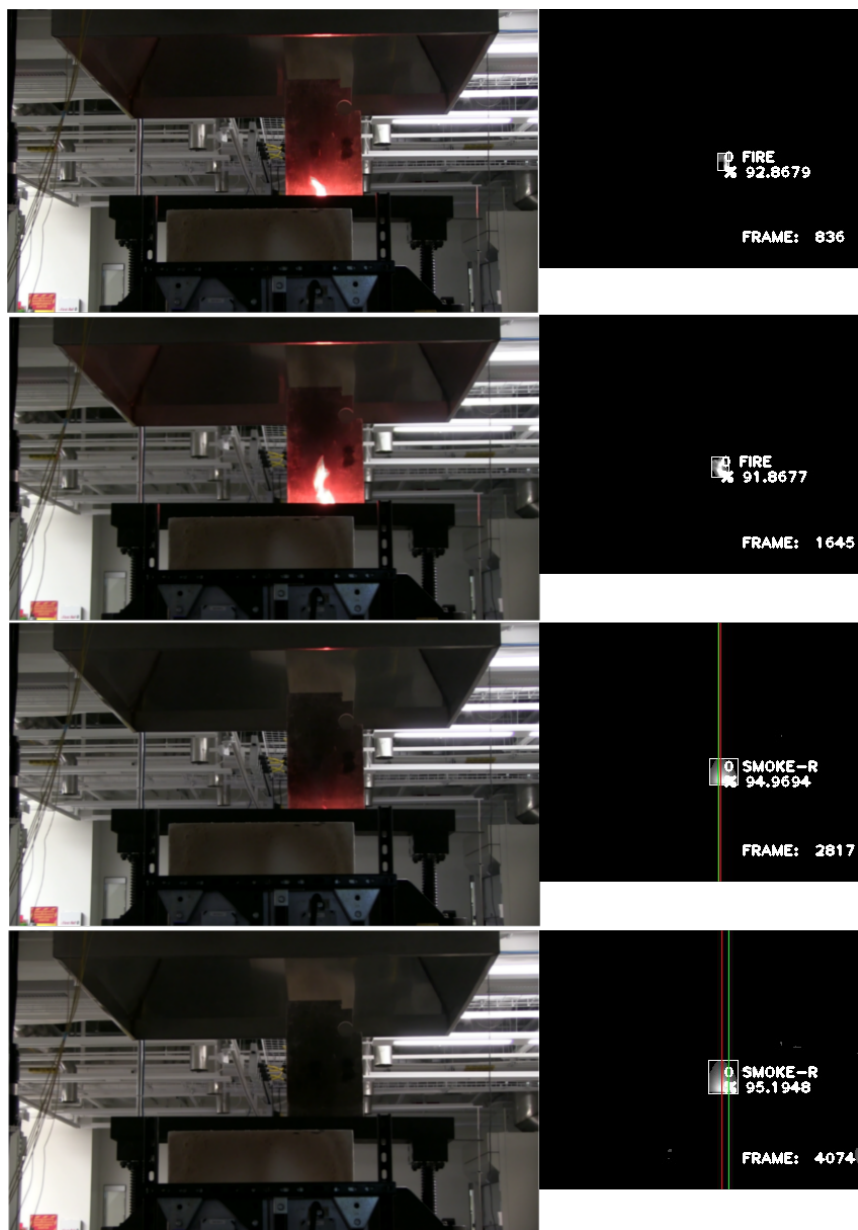 0 FIRE
% 92.8679
FRAME: 836
0 FIRE
% 91.8677
FRAME: 1645
0 SMOKE-R
% 94.9694
FRAME: 2817
0 SMOKE-R
% 95.1948
FRAME: 4074